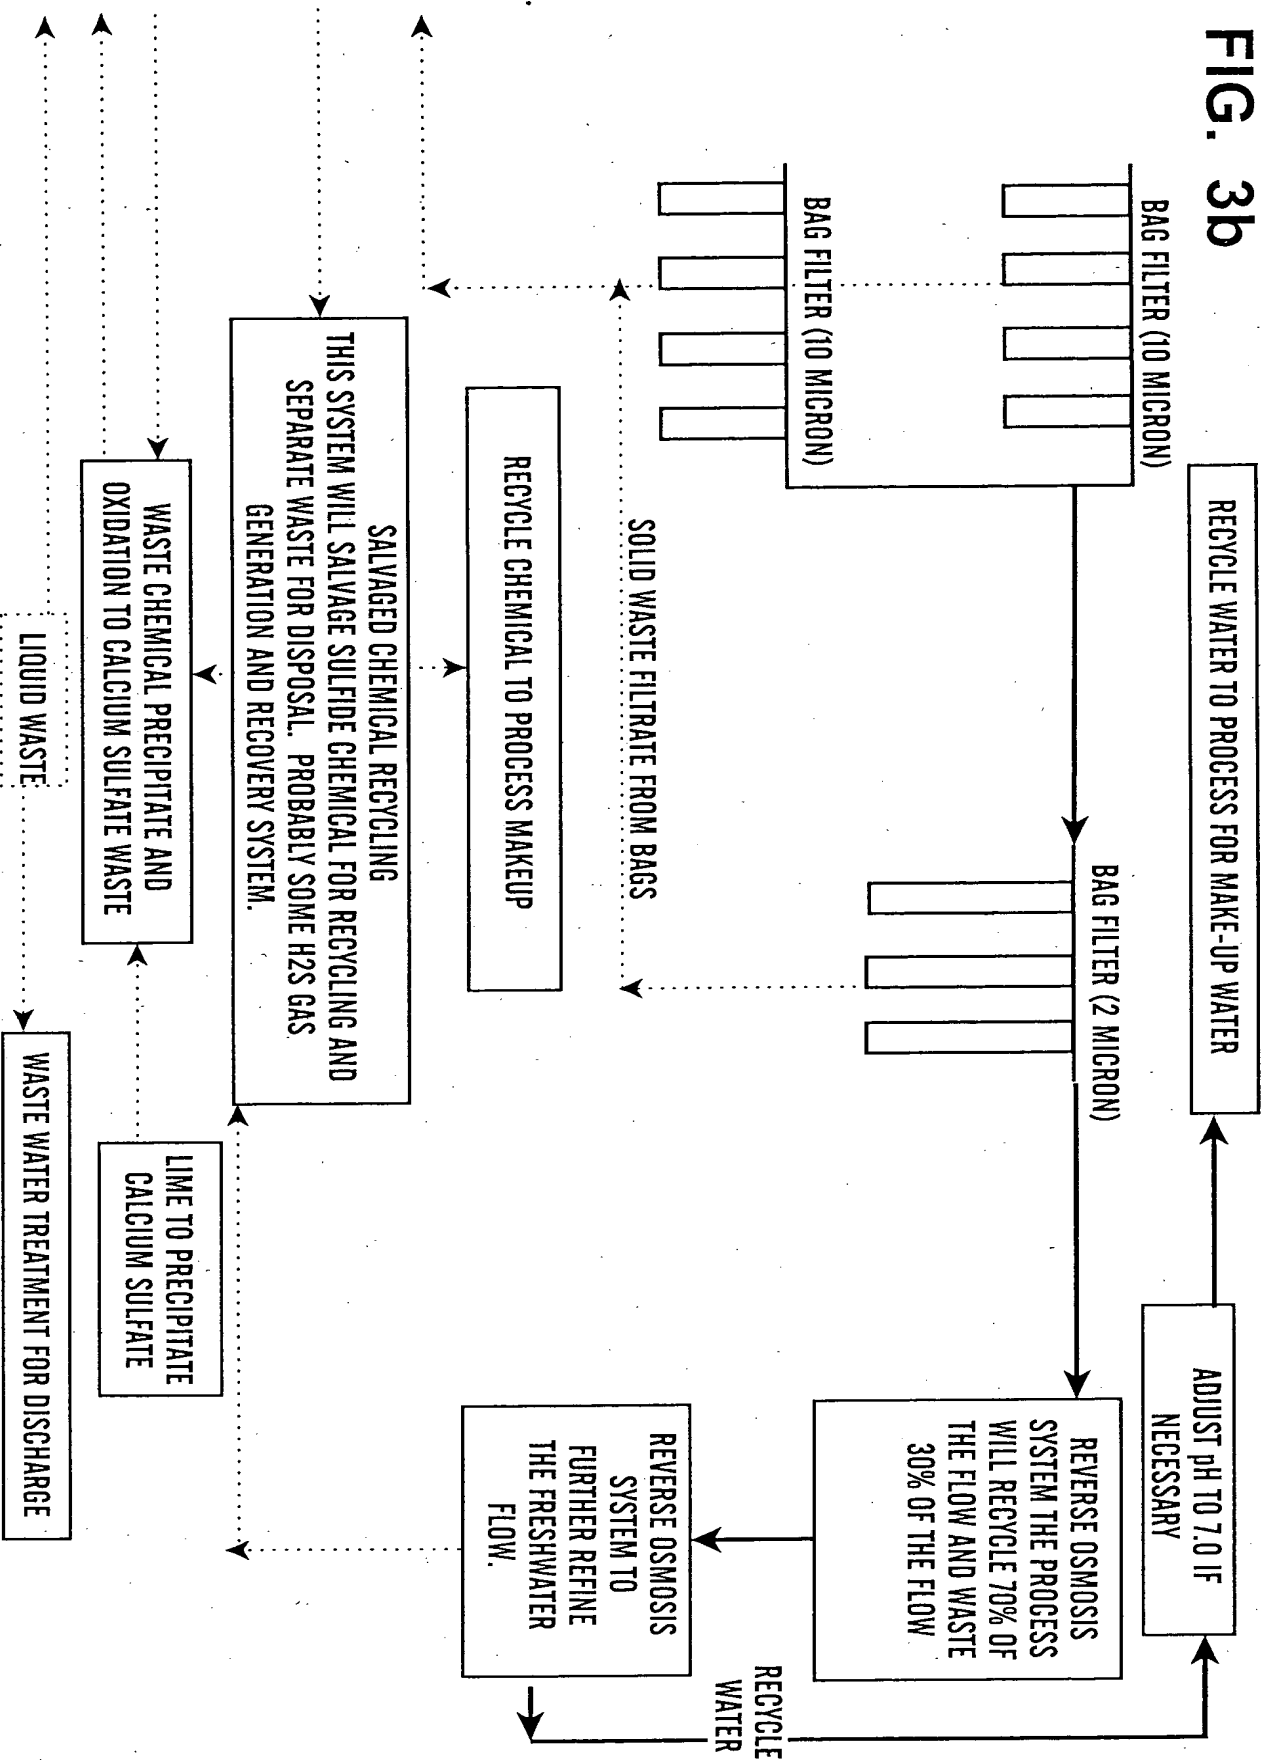 FIG. 3b
RECYCLE WATER TO PROCESS FOR MAKE-UP WATER
ADJUST pH TO 7.0 IF
NECESSARY
BAG FILTER (10 MICRON)
BAG FILTER (2 MICRON)
REVERSE OSMOSIS
SYSTEM THE PROCESS
WILL RECYCLE 70% OF
THE FLOW AND WASTE
30% OF THE FLOW
RECYCLE
WATER
BAG FILTER (10 MICRON)
SOLID WASTE FILTRATE FROM BAGS
REVERSE OSMOSIS
SYSTEM TO
FURTHER REFINE
THE FRESHWATER
FLOW.
RECYCLE CHEMICAL TO PROCESS MAKEUP
SALVAGED CHEMICAL RECYCLING
THIS SYSTEM WILL SALVAGE SULFIDE CHEMICAL FOR RECYCLING AND
SEPARATE WASTE FOR DISPOSAL. PROBABLY SOME H2S GAS
GENERATION AND RECOVERY SYSTEM.
WASTE CHEMICAL PRECIPITATE AND
OXIDATION TO CALCIUM SULFATE WASTE
LIME TO PRECIPITATE
CALCIUM SULFATE
LIQUID WASTE
WASTE WATER TREATMENT FOR DISCHARGE